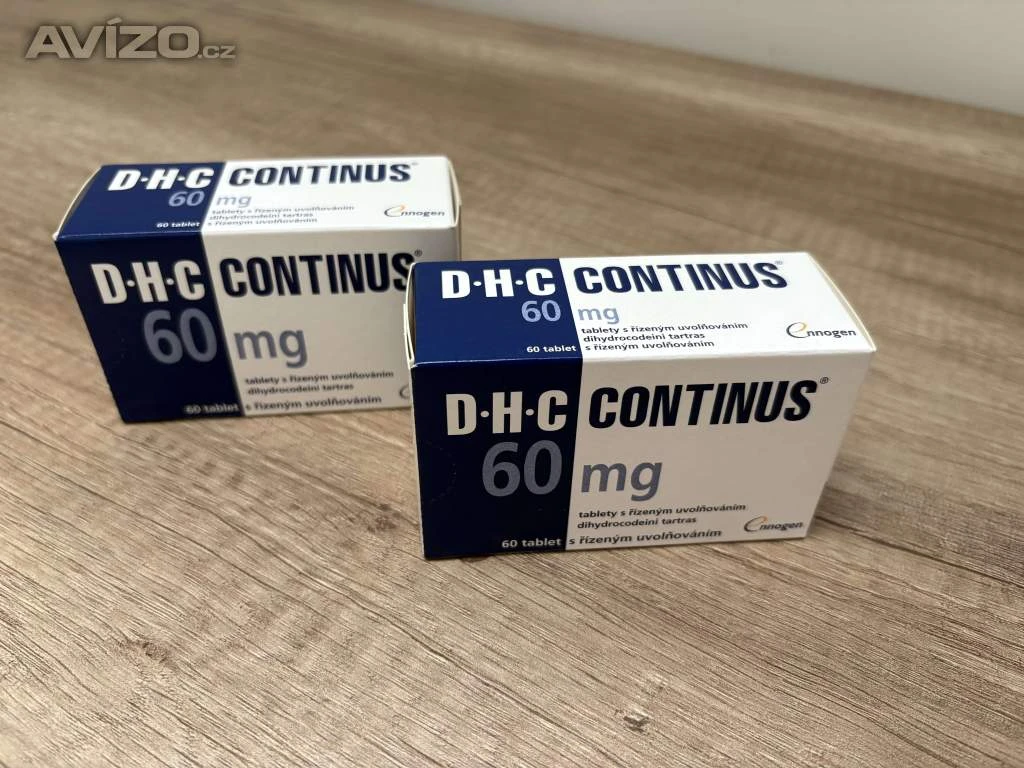 AVÍZO.cz
D·H·C CONTINUS®
60 mg
tablety s řízeným uvolňováním
dihydrocodeini tartras
60 tablet s řízeným uvolňováním
ennogen
D·H·C CONTINUS®
60 mg
tablety s řízeným uvolňováním
dihydrocodeini tartras
60 tablet s řízeným uvolňováním
D·H·C CONTINUS®
60 mg
tablety s řízeným uvolňováním
dihydrocodeini tartras
60 tablet s řízeným uvolňováním
ennogen
D·H·C CONTINUS®
60 mg
tablety s řízeným uvolňováním
dihydrocodeini tartras
60 tablet s řízeným uvolňováním
ennogen